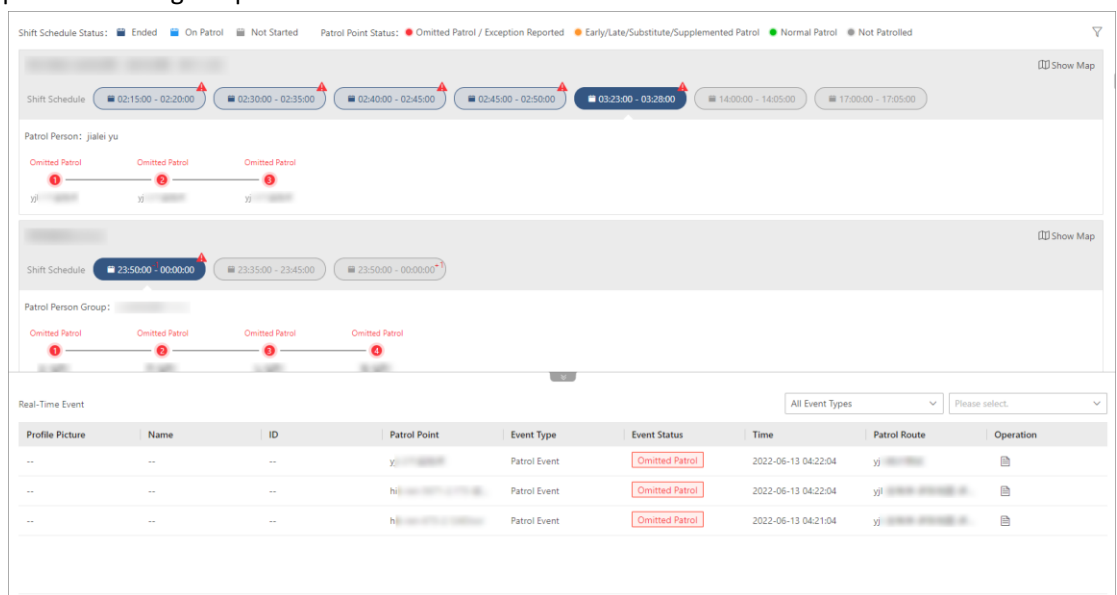 Shift Schedule Status: Ended On Patrol Not Started Patrol Point Status: Omitted Patrol / Exception Reported Early/Late/Substitute/Supplemented Patrol Normal Patrol Not Patrolled
Show Map
Shift Schedule 02:15:00 - 02:20:00 02:30:00 - 02:35:00 02:40:00 - 02:45:00 02:45:00 - 02:50:00 03:23:00 - 03:28:00 14:00:00 - 14:05:00 17:00:00 - 17:05:00
Patrol Person: jialei yu
Omitted Patrol Omitted Patrol Omitted Patrol
1 2 3
Show Map
Shift Schedule 23:50:00 - 00:00:00 23:35:00 - 23:45:00 23:50:00 - 00:00:00 +1
Patrol Person Group:
Omitted Patrol Omitted Patrol Omitted Patrol Omitted Patrol
1 2 3 4
Real-Time Event All Event Types Please select.
Profile Picture Name ID Patrol Point Event Type Event Status Time Patrol Route Operation
-- -- -- Patrol Event Omitted Patrol 2022-06-13 04:22:04
-- -- -- Patrol Event Omitted Patrol 2022-06-13 04:22:04
-- -- -- Patrol Event Omitted Patrol 2022-06-13 04:21:04